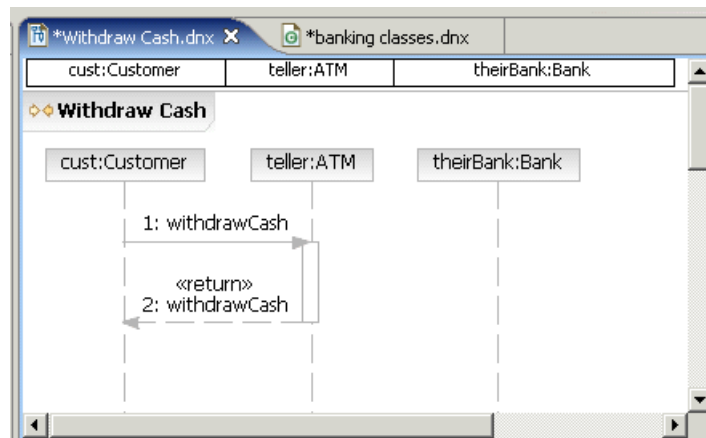 *Withdraw Cash.dnx *banking classes.dnx
cust:Customer teller:ATM theirBank:Bank
Withdraw Cash
cust:Customer teller:ATM theirBank:Bank
1: withdrawCash
«return»
2: withdrawCash